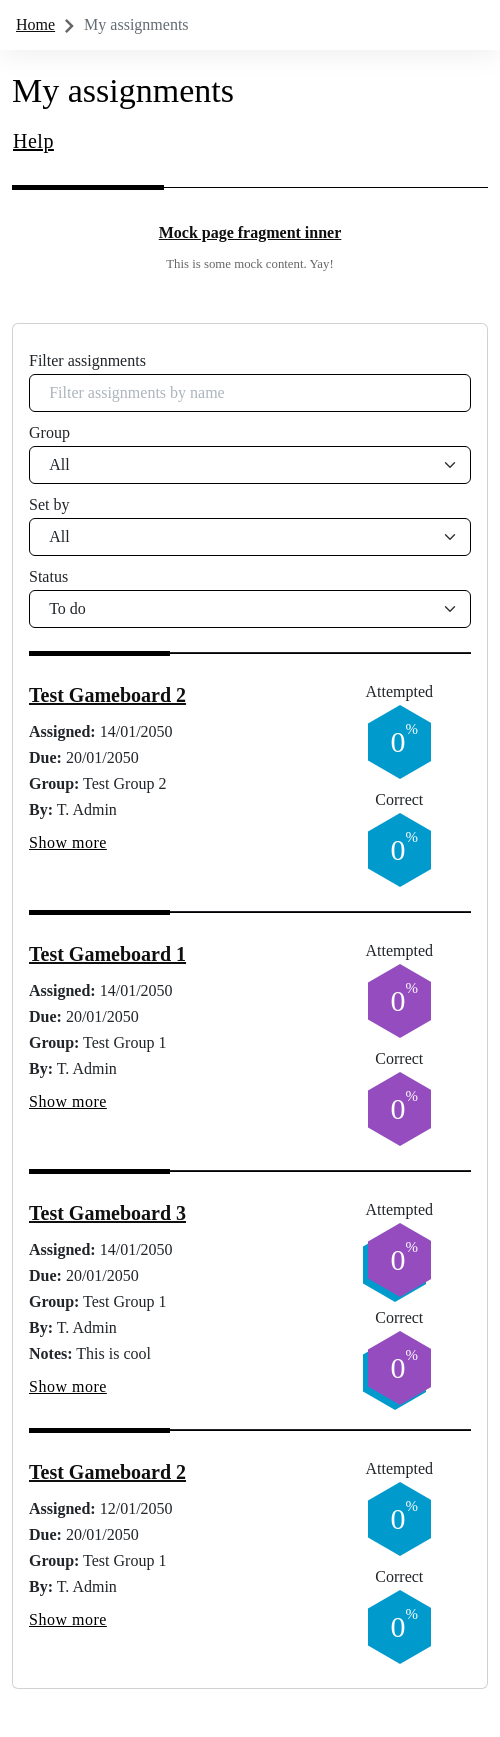 Home > My assignments
My assignments
Help
Mock page fragment inner
This is some mock content. Yay!
Filter assignments
Filter assignments by name
Group
All
Set by
All
Status
To do
Test Gameboard 2
Assigned: 14/01/2050
Due: 20/01/2050
Group: Test Group 2
By: T. Admin
Show more
Attempted
0%
Correct
0%
Test Gameboard 1
Assigned: 14/01/2050
Due: 20/01/2050
Group: Test Group 1
By: T. Admin
Show more
Attempted
0%
Correct
0%
Test Gameboard 3
Assigned: 14/01/2050
Due: 20/01/2050
Group: Test Group 1
By: T. Admin
Notes: This is cool
Show more
Attempted
0%
Correct
0%
Test Gameboard 2
Assigned: 12/01/2050
Due: 20/01/2050
Group: Test Group 1
By: T. Admin
Show more
Attempted
0%
Correct
0%